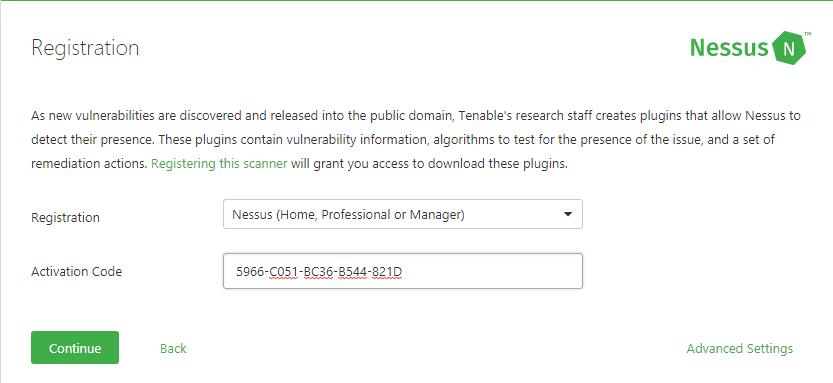 Registration
Nessus N ™
As new vulnerabilities are discovered and released into the public domain, Tenable's research staff creates plugins that allow Nessus to
detect their presence. These plugins contain vulnerability information, algorithms to test for the presence of the issue, and a set of
remediation actions. Registering this scanner will grant you access to download these plugins.
Registration
Nessus (Home, Professional or Manager)
Activation Code
5966-C051-BC36-B544-821D
Continue
Back
Advanced Settings